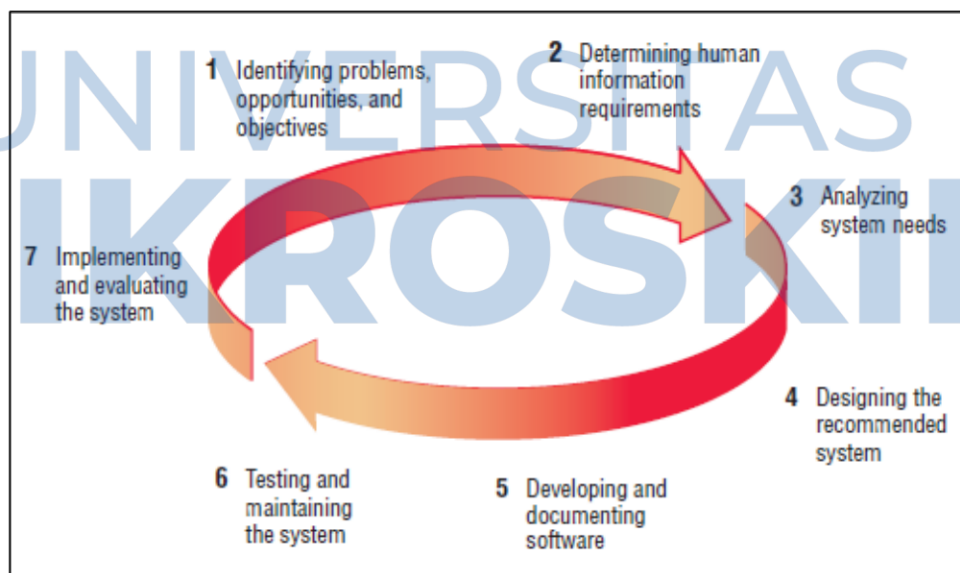 UNIVERSITAS
1 Identifying problems,
opportunities, and
objectives
2 Determining human
information
requirements
3 Analyzing
system needs
4 Designing the
recommended
system
5 Developing and
documenting
software
6 Testing and
maintaining
the system
7 Implementing
and evaluating
the system